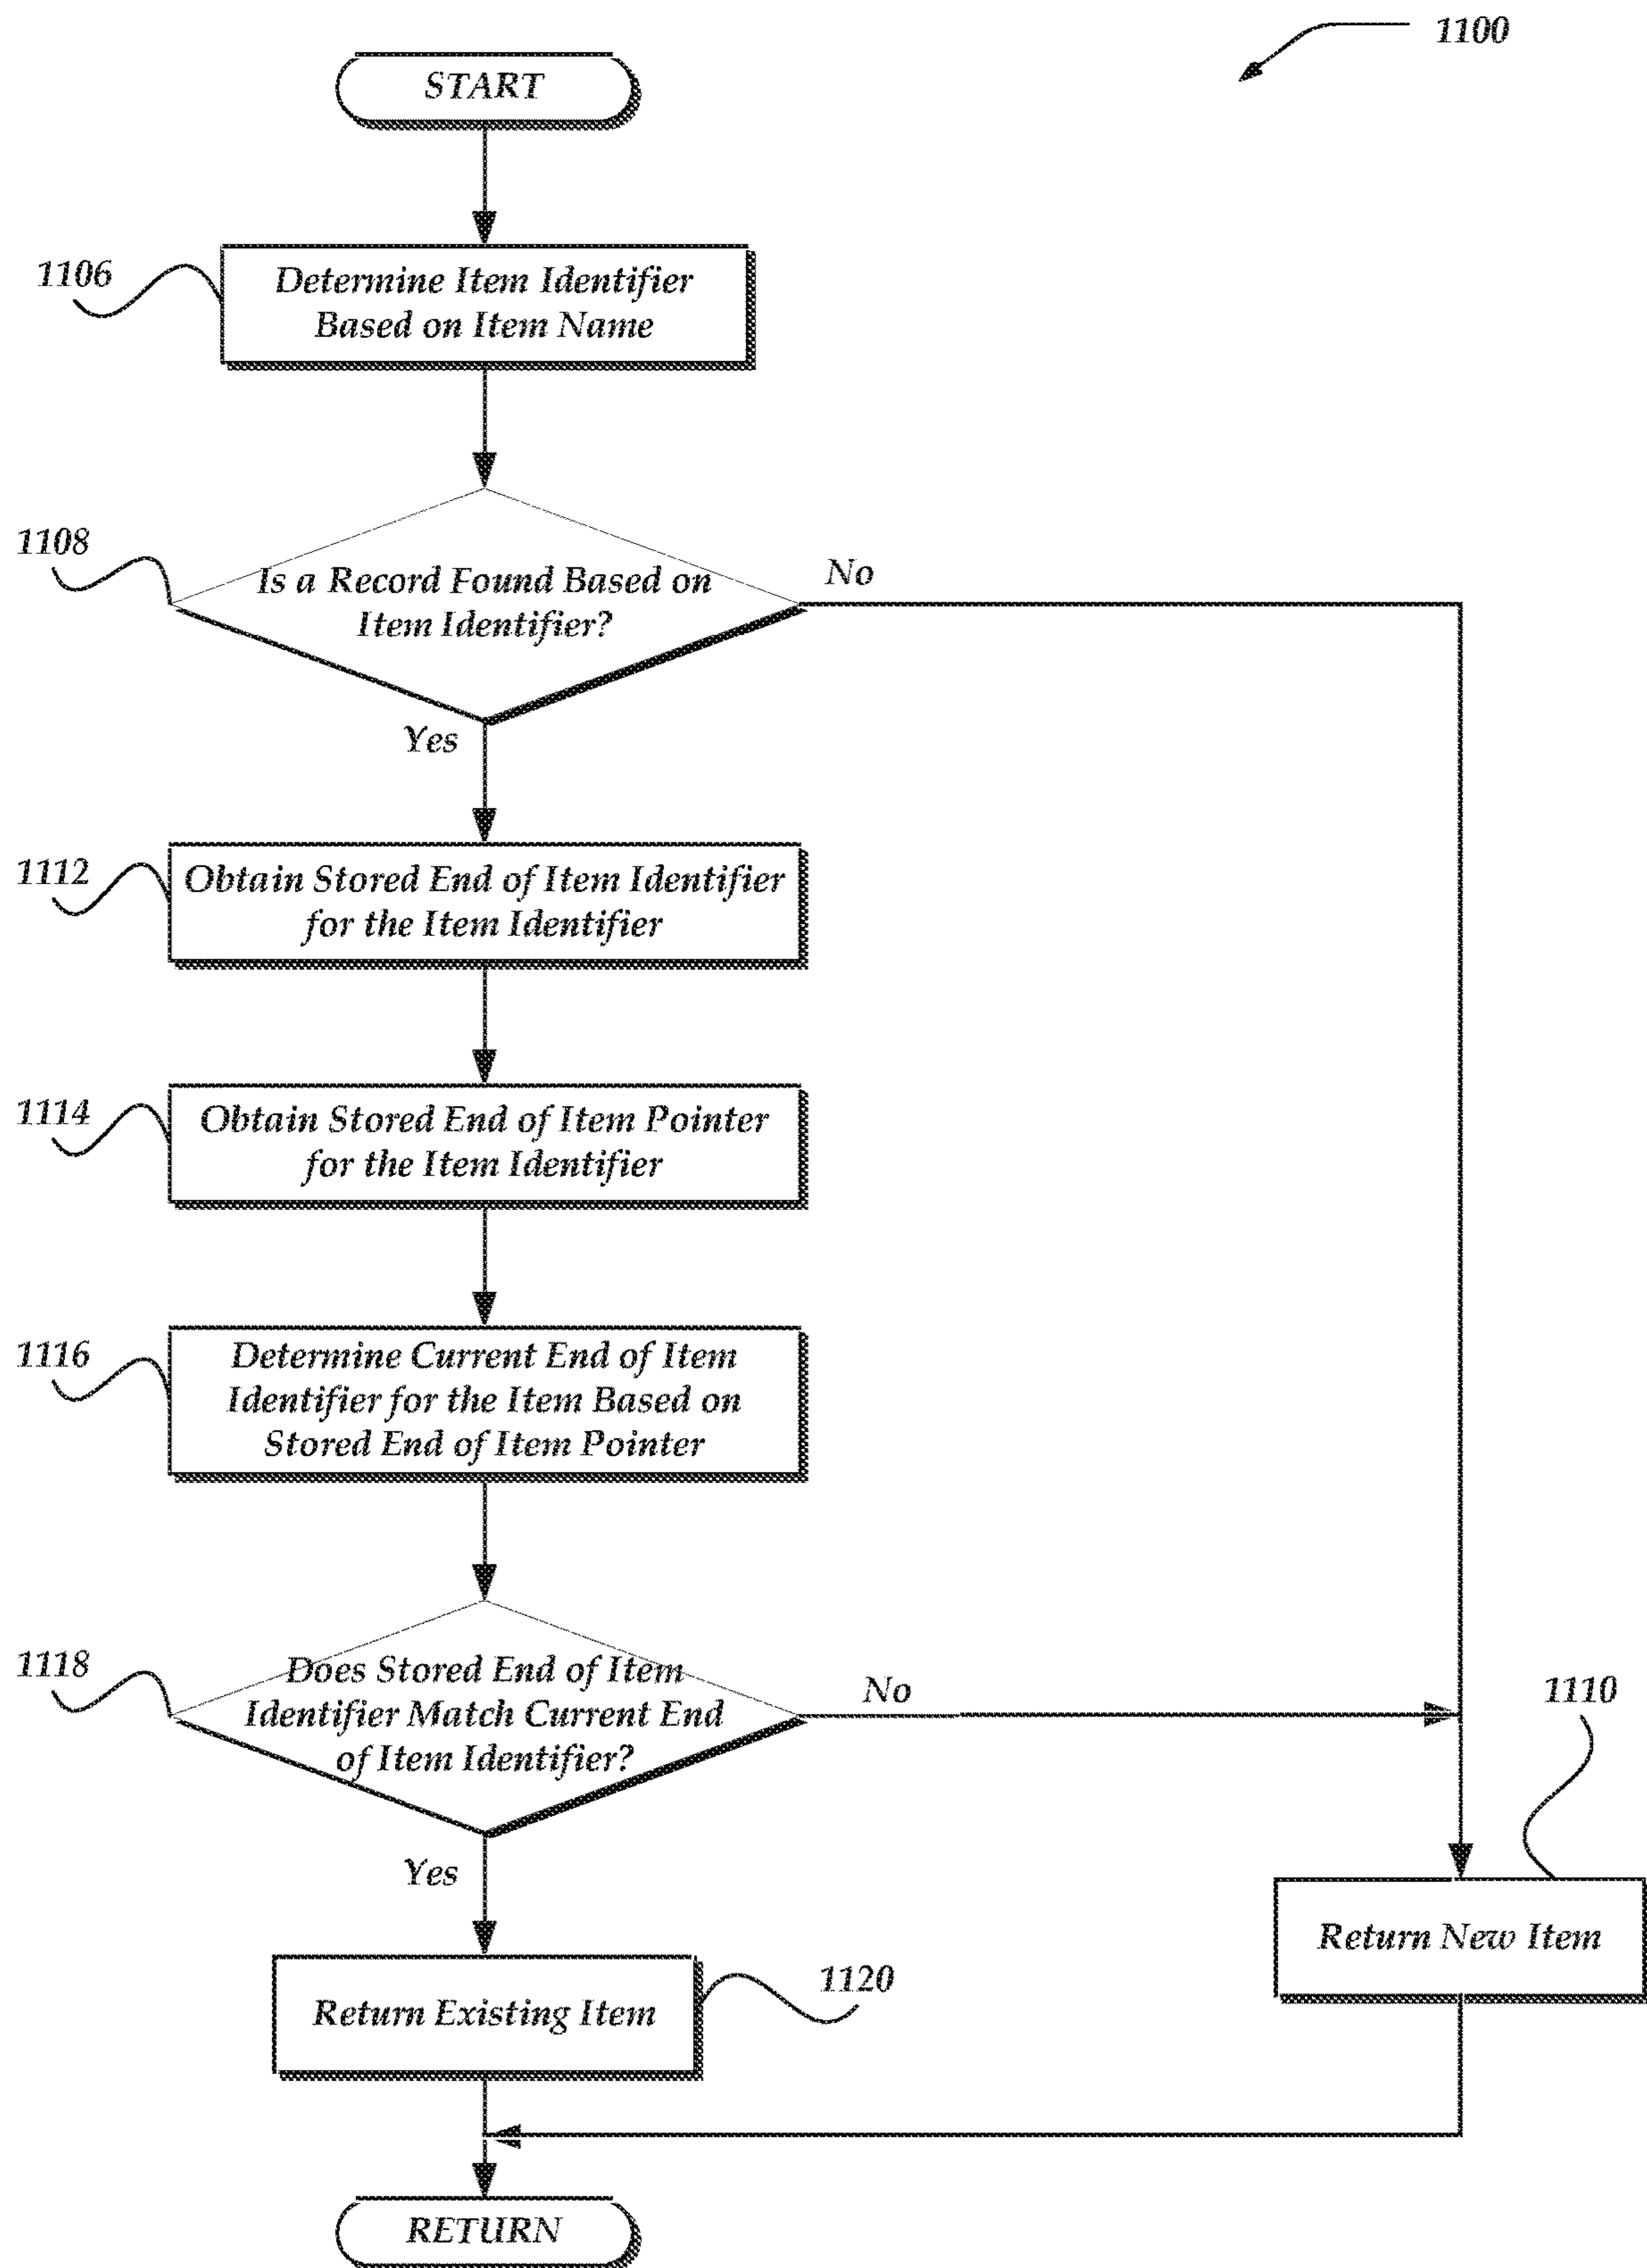 1100
START
1106
Determine Item Identifier
Based on Item Name
1108
Is a Record Found Based on
Item Identifier?
No
Yes
1112
Obtain Stored End of Item Identifier
for the Item Identifier
1114
Obtain Stored End of Item Pointer
for the Item Identifier
1116
Determine Current End of Item
Identifier for the Item Based on
Stored End of Item Pointer
1118
Does Stored End of Item
Identifier Match Current End
of Item Identifier?
No
1110
Yes
Return New Item
1120
Return Existing Item
RETURN